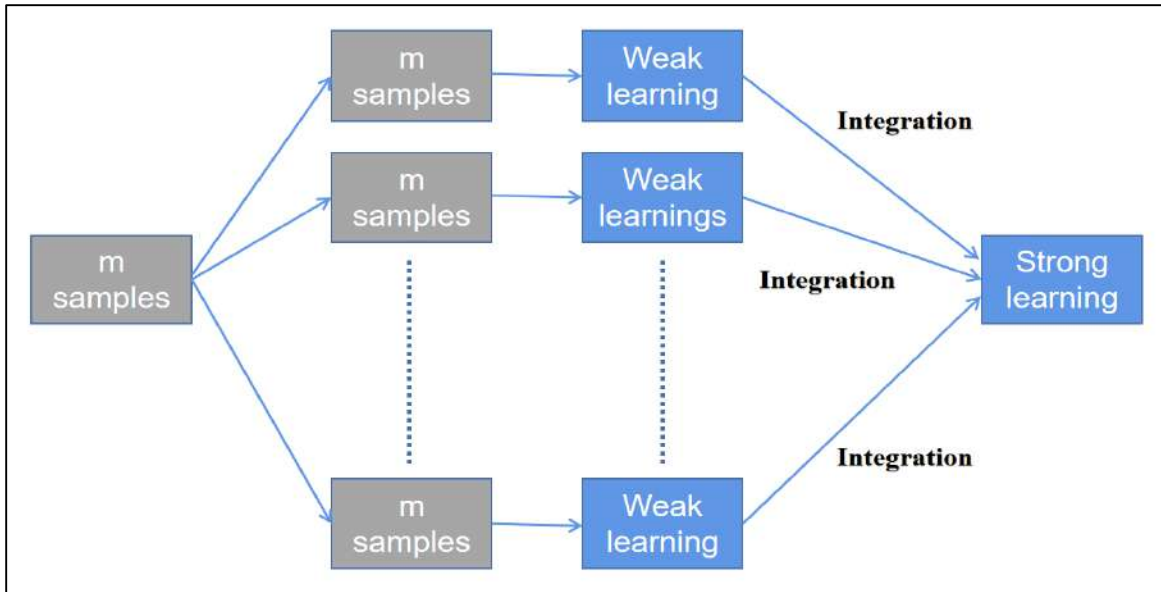 m
samples
Weak
learning
Integration
m
samples
Weak
learnings
m
samples
Integration
Strong
learning
Integration
m
samples
Weak
learning